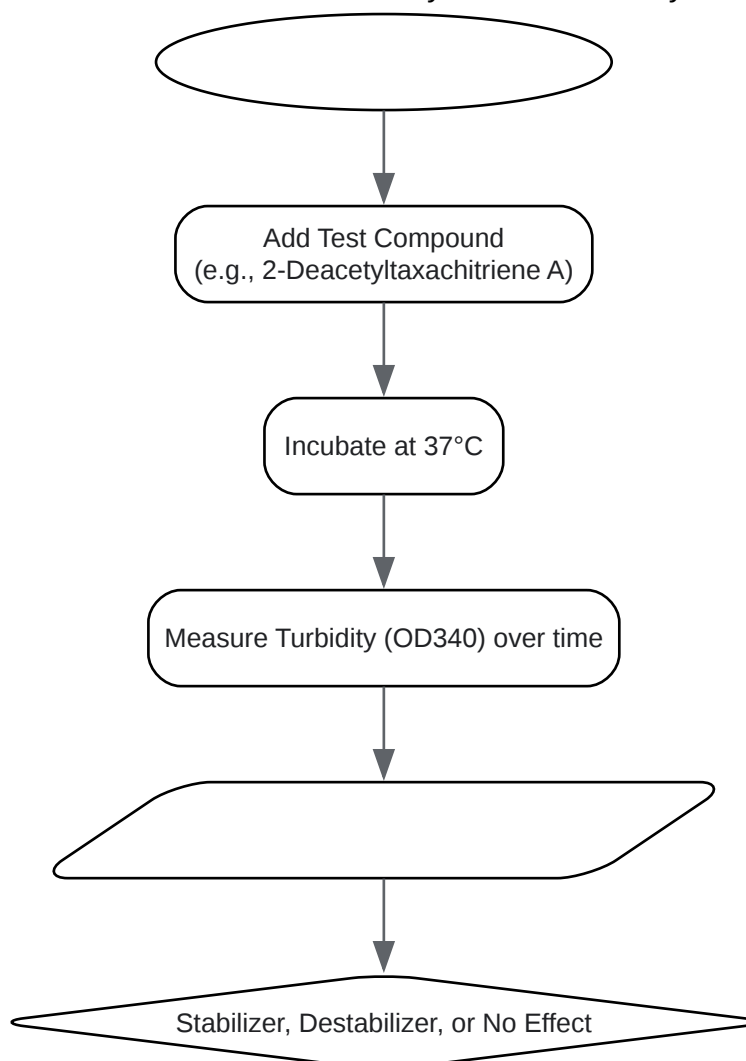 Add Test Compound
(e.g., 2-Deacetyltaxachitriene A)
Incubate at 37°C
Measure Turbidity (OD340) over time
Stabilizer, Destabilizer, or No Effect